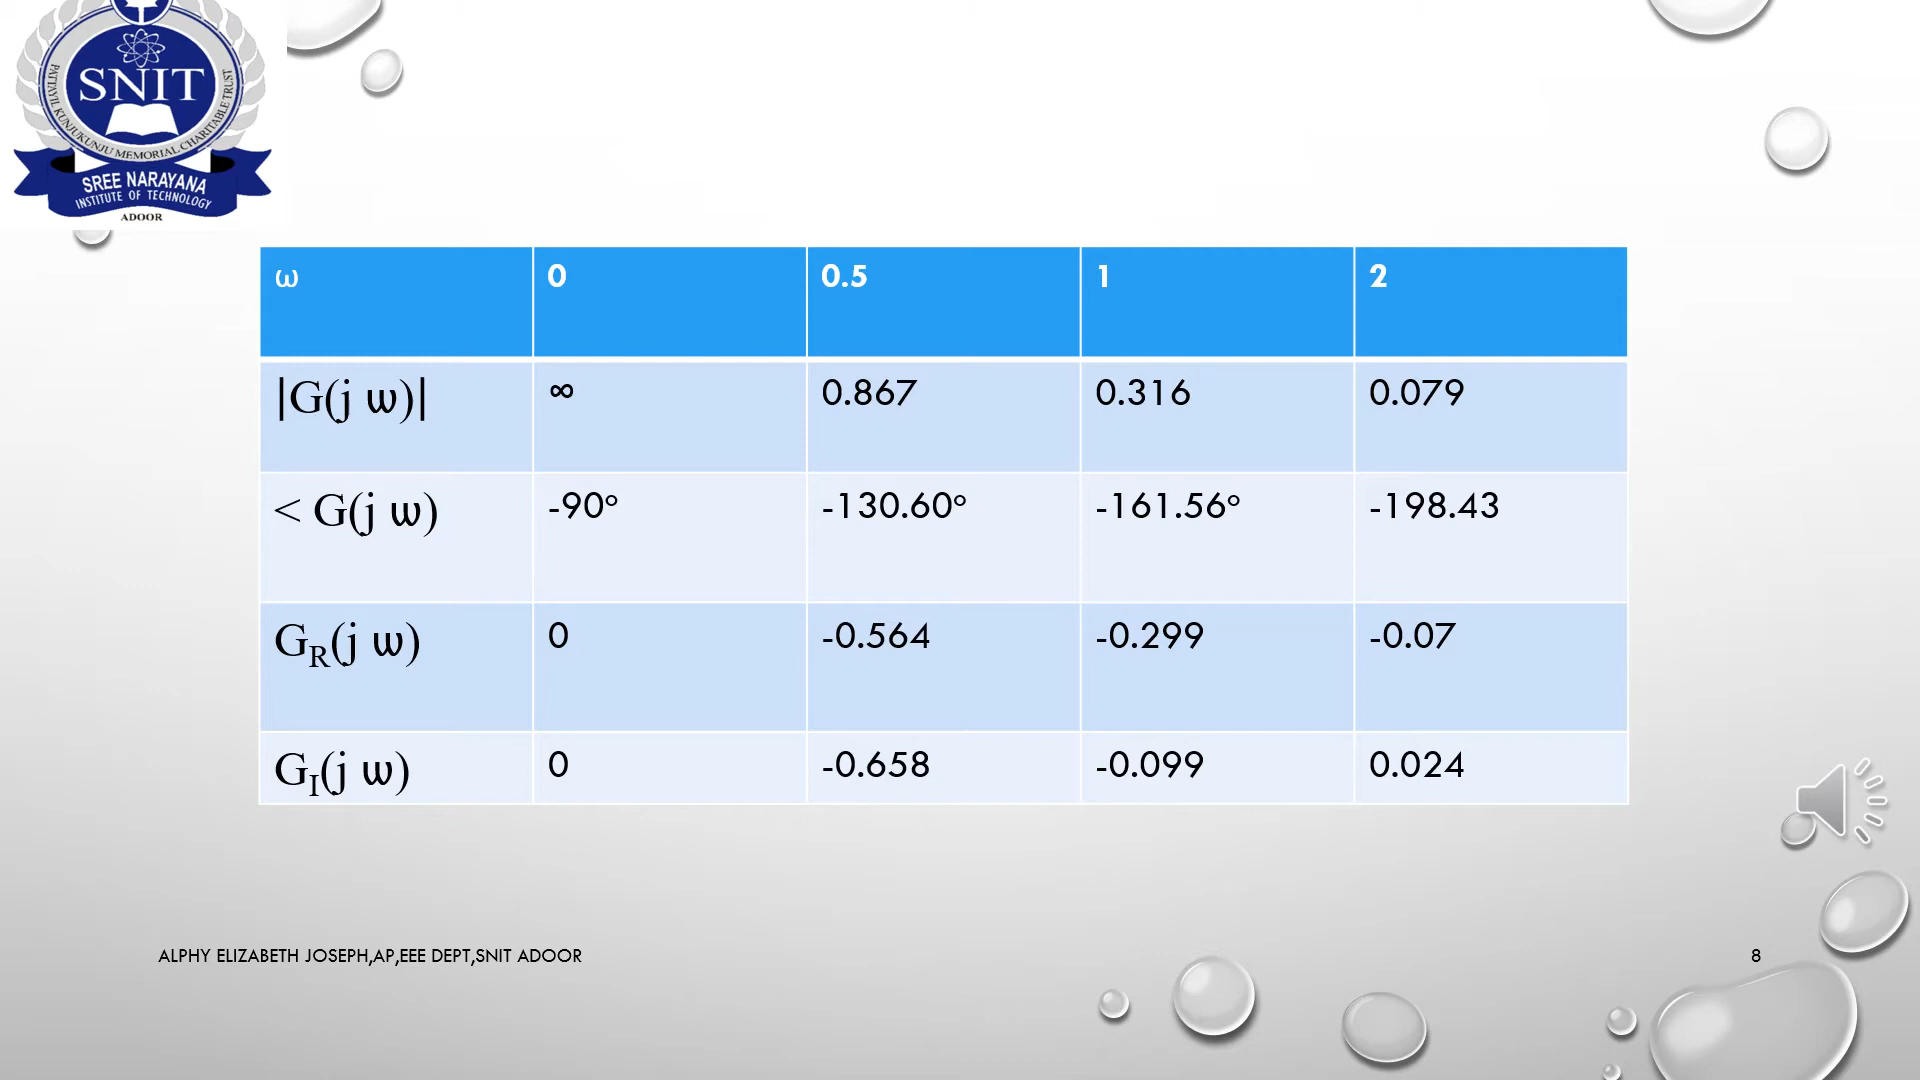 SNIT
PATTAYIL KUNJUKUNJU MEMORIAL CHARITABLE TRUST
SREE NARAYANA
INSTITUTE OF TECHNOLOGY
ADOOR
ω 0 0.5 1 2
|G(j ω)| ∞ 0.867 0.316 0.079
< G(j ω) -90° -130.60° -161.56° -198.43
G_R(j ω) 0 -0.564 -0.299 -0.07
G_I(j ω) 0 -0.658 -0.099 0.024
ALPHY ELIZABETH JOSEPH,AP,EEE DEPT,SNIT ADOOR
8